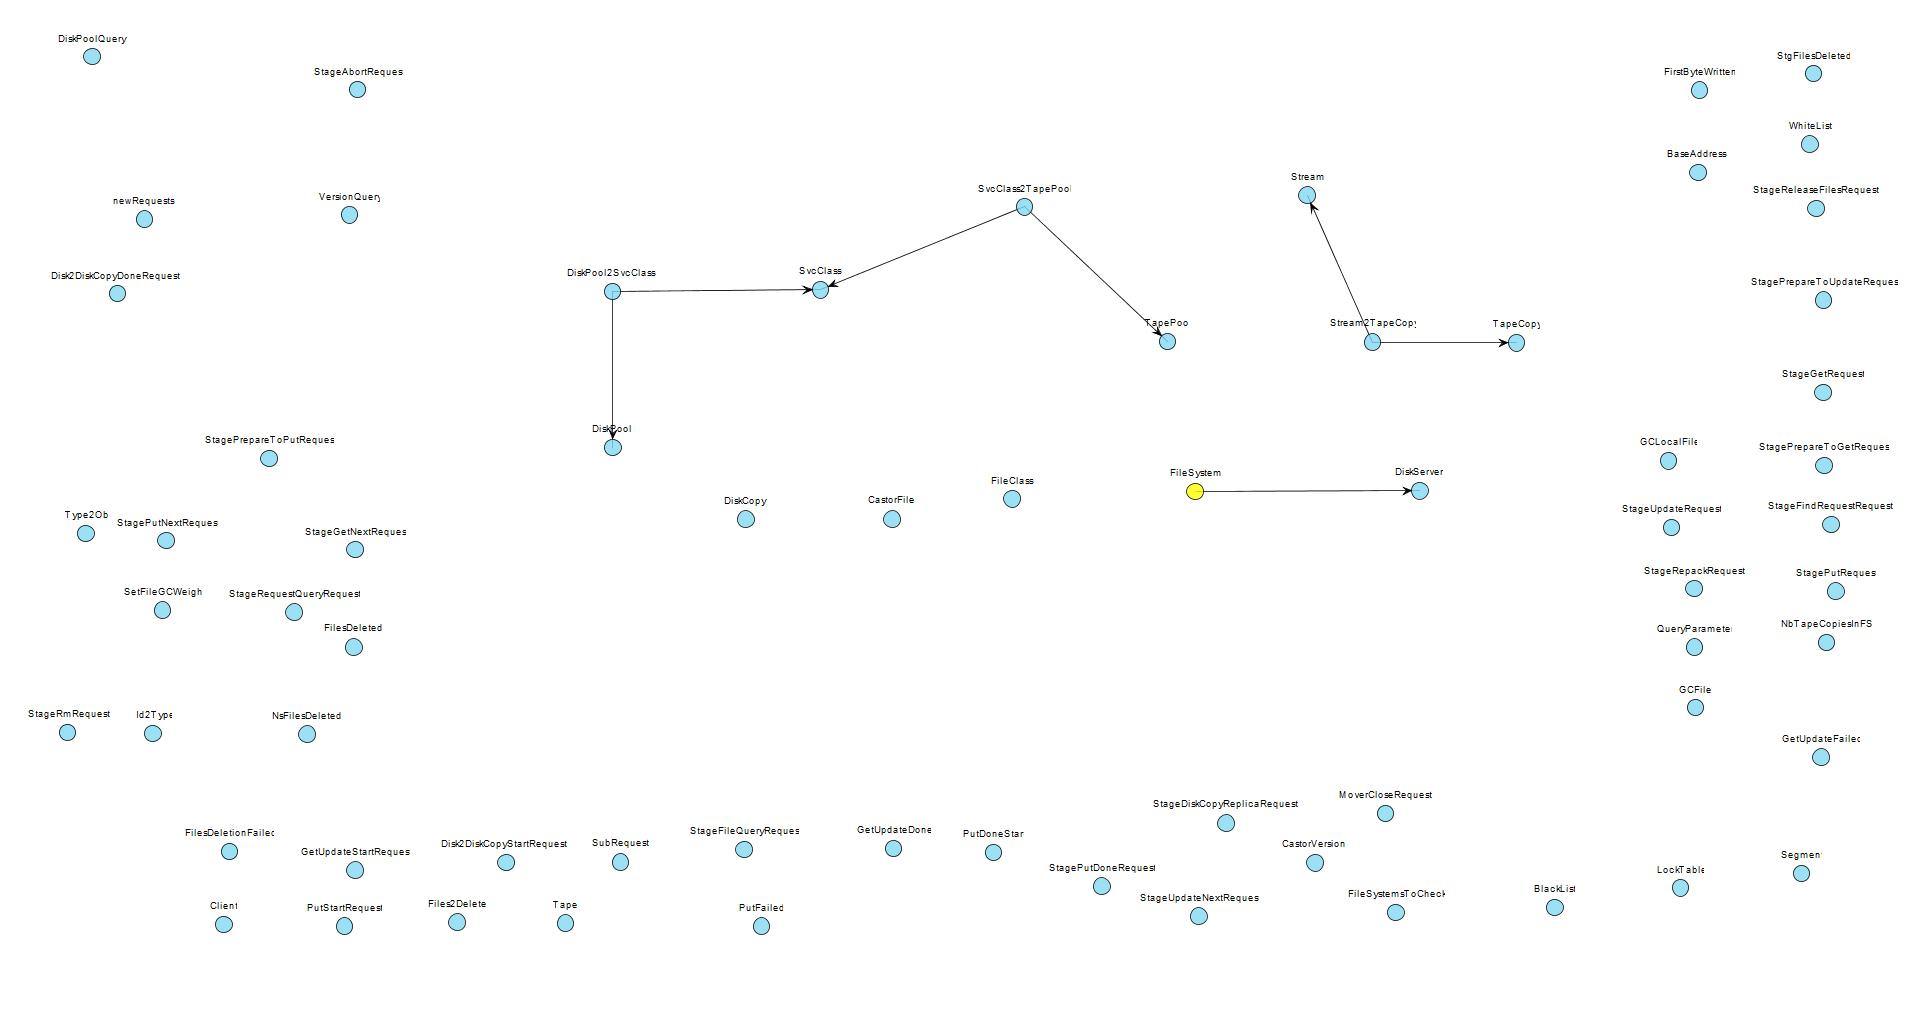 DiskPoolQuery
StageAbortReques
StgFilesDeleted
FirstByteWritten
WhiteList
BaseAddress
Stream
SvcClass2TapePool
StageReleaseFilesRequest
newRequests
VersionQuery
DiskPool2SvcClass
SvcClass
Disk2DiskCopyDoneRequest
StagePrepareToUpdateReques
TapePoo
Stream2TapeCopy
TapeCopy
StageGetRequest
DiskPool
StagePrepareToPutReques
GCLocalFile
StagePrepareToGetReques
FileSystem
DiskServer
FileClass
DiskCopy
CastorFile
StageUpdateRequest
StageFindRequestRequest
Type2Ob
StagePutNextReques
StageGetNextReques
StageRepackRequest
StagePutReques
SetFileGCWeigh
StageRequestQueryRequest
FilesDeleted
QueryParameter
NbTapeCopiesInFS
GCFile
StageRmRequest
Id2Type
NsFilesDeleted
GetUpdateFailed
StageDiskCopyReplicaRequest
MoverCloseRequest
FilesDeletionFailed
GetUpdateStartReques
Disk2DiskCopyStartRequest
SubRequest
StageFileQueryReques
GetUpdateDone
PutDoneStar
CastorVersion
StagePutDoneRequest
LockTable
Segmen
Client
PutStartRequest
Files2Delete
Tape
PutFailed
StageUpdateNextReques
FileSystemsToCheck
BlackList